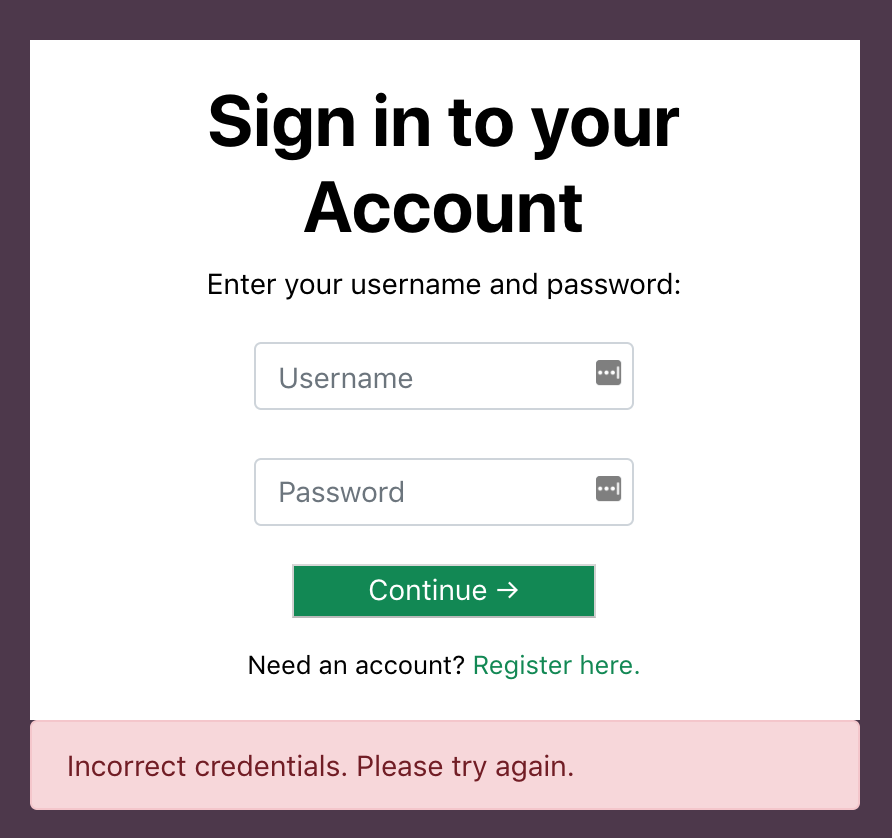 Sign in to your
Account
Enter your username and password:
Username
Password
Continue →
Need an account? Register here.
Incorrect credentials. Please try again.